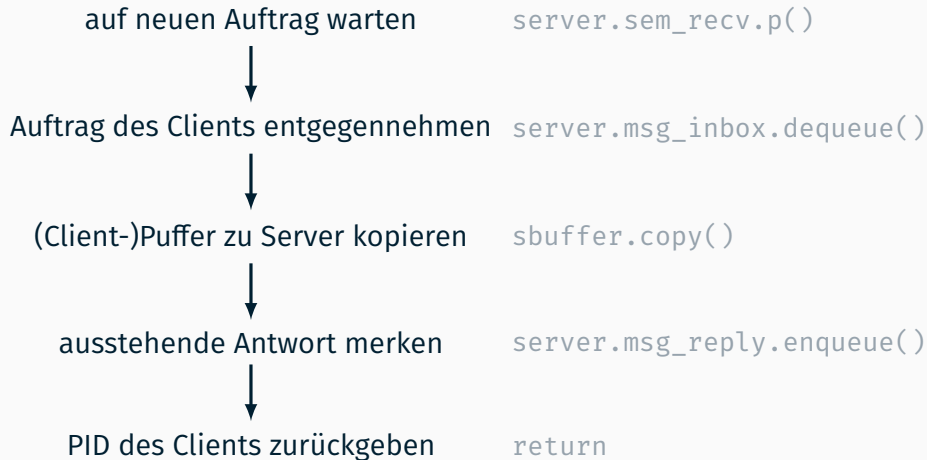 auf neuen Auftrag warten server.sem_recv.p()
Auftrag des Clients entgegennehmen server.msg_inbox.dequeue()
(Client-)Puffer zu Server kopieren sbuffer.copy()
ausstehende Antwort merken server.msg_reply.enqueue()
PID des Clients zurückgeben return